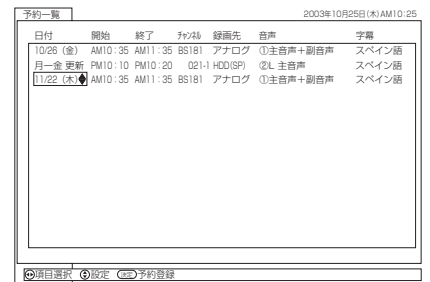 予約一覧 2003年10月25日(木)AM10:25
日付 開始 終了 ﾁｬﾝﾈﾙ 録画先 音声 字幕
10/26 (金) AM10:35 AM11:35 BS181 アナログ ①主音声+副音声 スペイン語
月ー金 更新 PM10:10 PM10:20 021-1 HDD(SP) ②L 主音声 スペイン語
11/22 (木) AM10:35 AM11:35 BS181 アナログ ①主音声+副音声 スペイン語
項目選択 設定 決定 予約登録